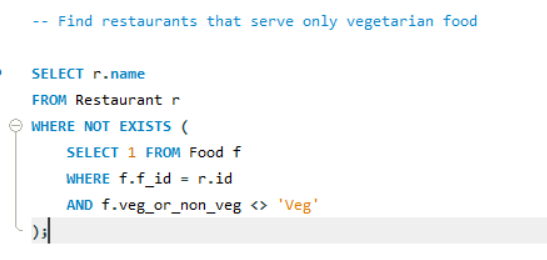 -- Find restaurants that serve only vegetarian food
SELECT r.name
FROM Restaurant r
WHERE NOT EXISTS (
SELECT 1 FROM Food f
WHERE f.f_id = r.id
AND f.veg_or_non_veg <> 'Veg'
);